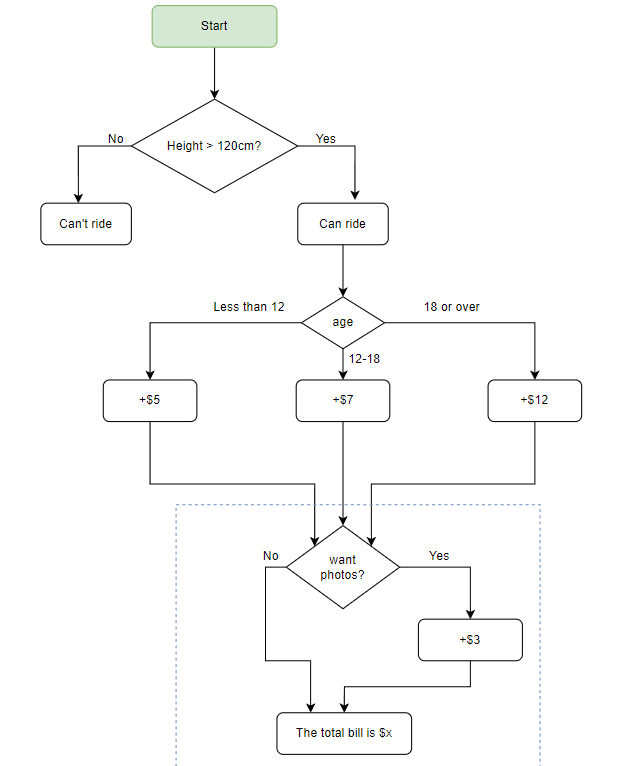 Start
No
Height > 120cm?
Yes
Can't ride
Can ride
Less than 12
age
18 or over
12-18
+$5
+$7
+$12
No
want
photos?
Yes
+$3
The total bill is $x